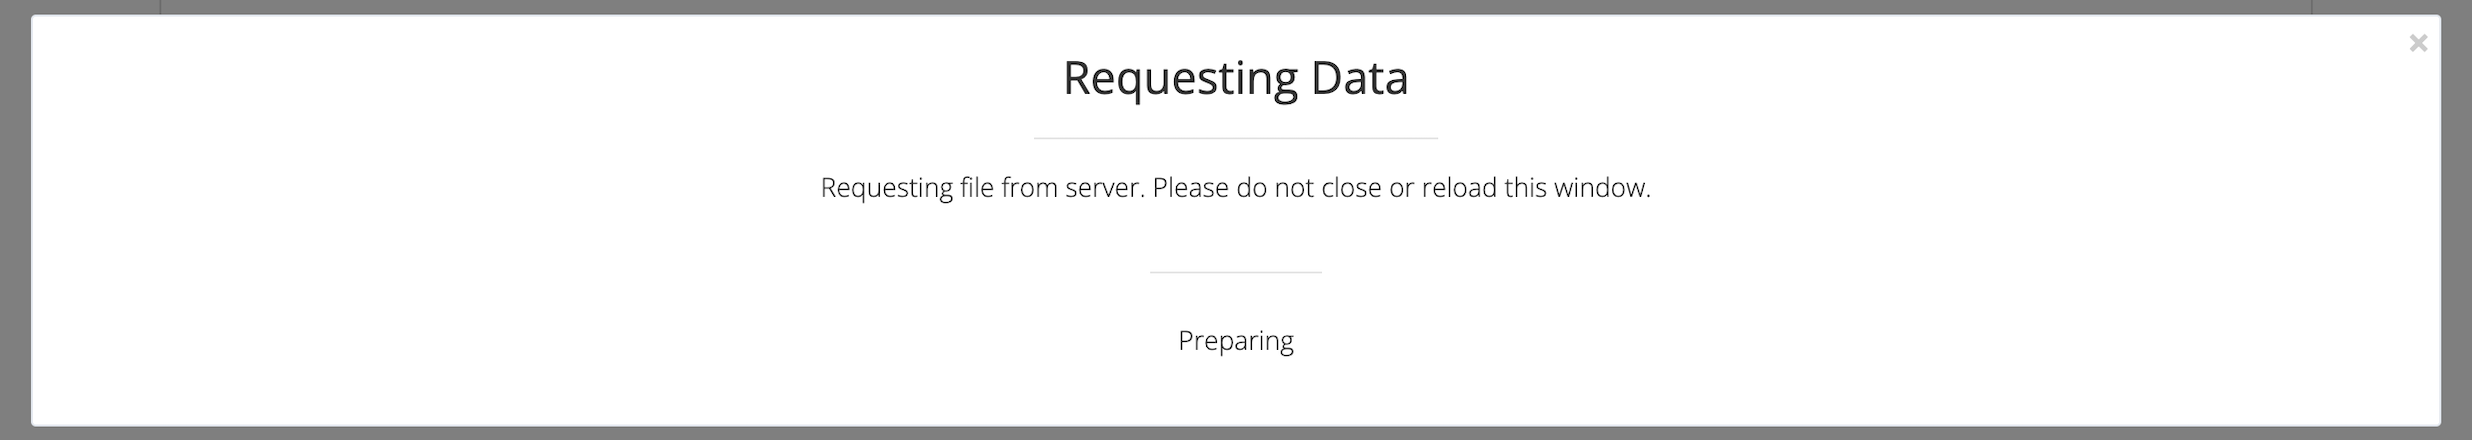 Requesting Data
Requesting file from server. Please do not close or reload this window.
Preparing